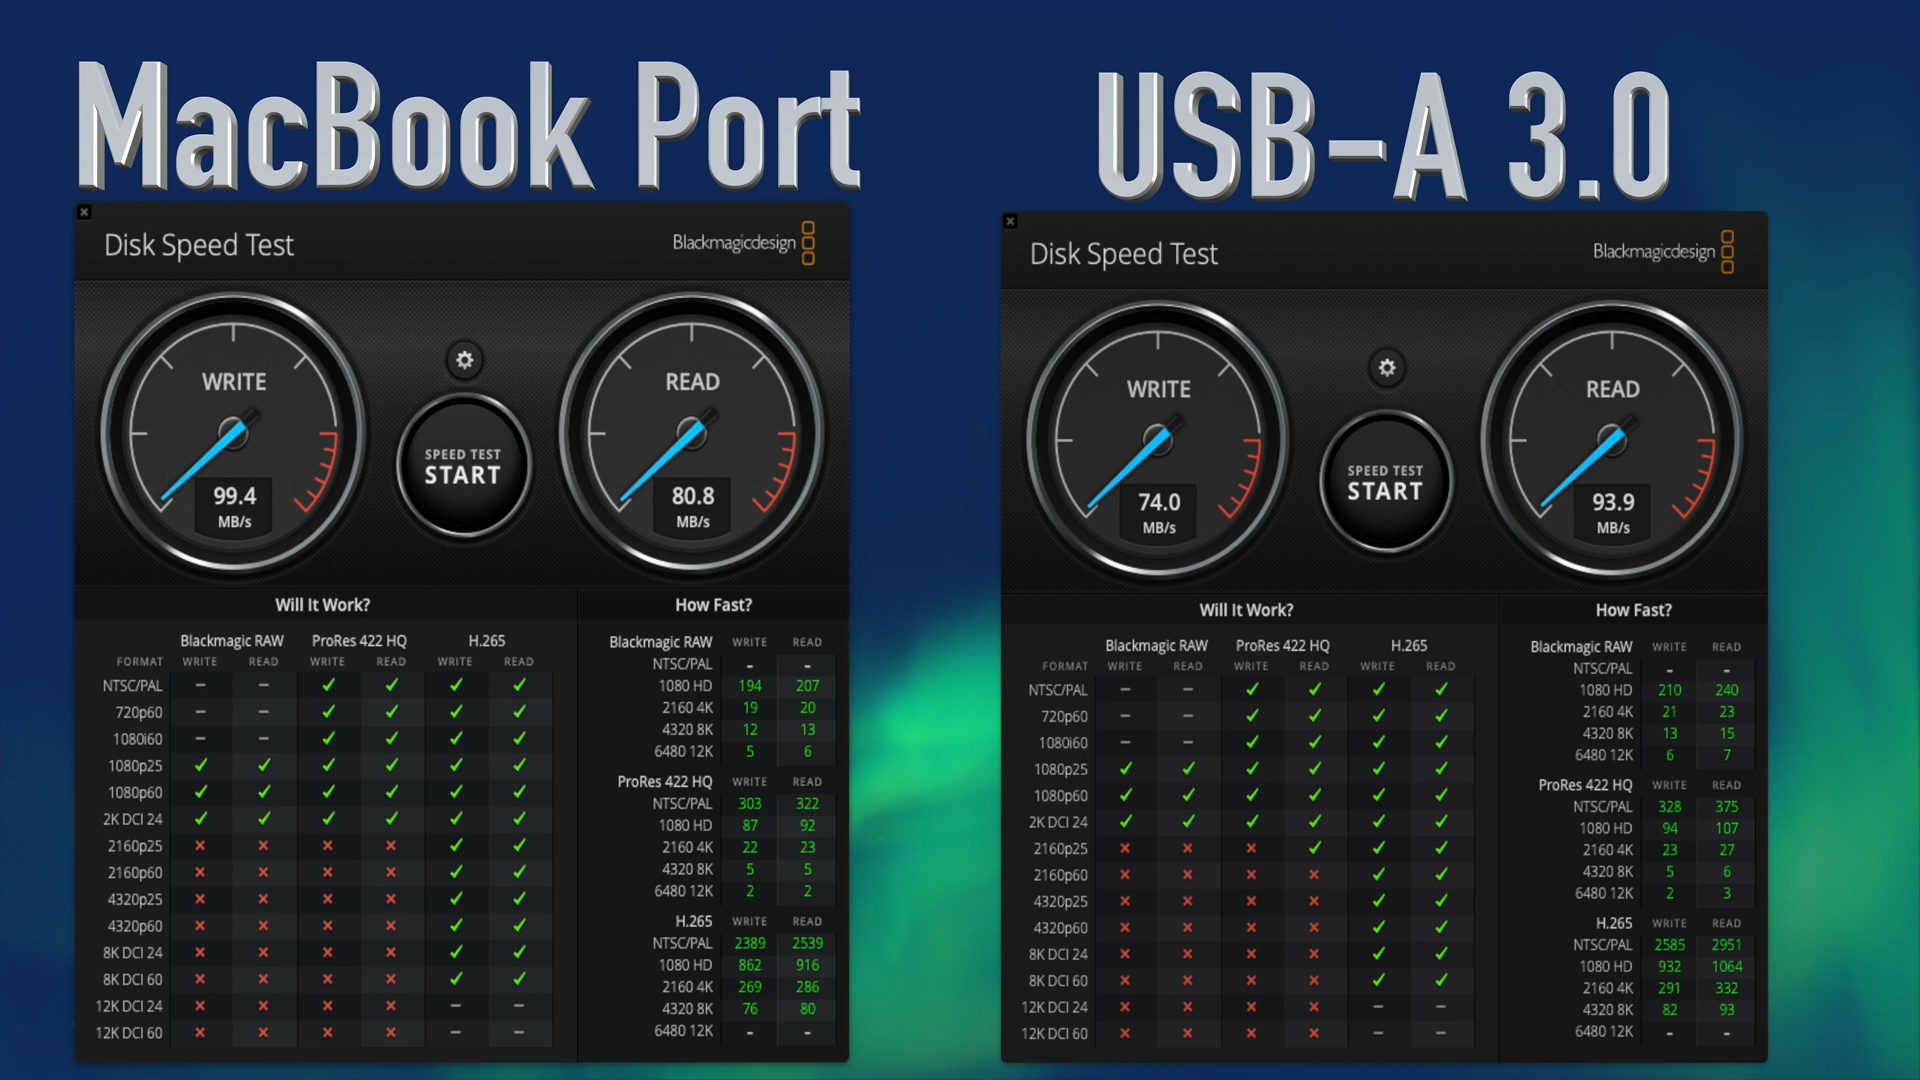 MacBook Port
Disk Speed Test
Blackmagicdesign
WRITE
99.4
MB/s
SPEED TEST
START
READ
80.8
MB/s
Will It Work?
Blackmagic RAW ProRes 422 HQ H.265
FORMAT WRITE READ WRITE READ WRITE READ
NTSC/PAL – – ✓ ✓ ✓ ✓
720p60 – – ✓ ✓ ✓ ✓
1080i60 – – ✓ ✓ ✓ ✓
1080p25 ✓ ✓ ✓ ✓ ✓ ✓
1080p60 ✓ ✓ ✓ ✓ ✓ ✓
2K DCI 24 ✓ ✓ ✓ ✓ ✓ ✓
2160p25 × × × × ✓ ✓
2160p60 × × × × ✓ ✓
4320p25 × × × × ✓ ✓
4320p60 × × × × ✓ ✓
8K DCI 24 × × × × ✓ ✓
8K DCI 60 × × × × ✓ ✓
12K DCI 24 × × × × – –
12K DCI 60 × × × × – –
How Fast?
Blackmagic RAW WRITE READ
NTSC/PAL - -
1080 HD 194 207
2160 4K 19 20
4320 8K 12 13
6480 12K 5 6
ProRes 422 HQ WRITE READ
NTSC/PAL 303 322
1080 HD 87 92
2160 4K 22 23
4320 8K 5 5
6480 12K 2 2
H.265 WRITE READ
NTSC/PAL 2389 2539
1080 HD 862 916
2160 4K 269 286
4320 8K 76 80
6480 12K - -
USB-A 3.0
Disk Speed Test
Blackmagicdesign
WRITE
74.0
MB/s
SPEED TEST
START
READ
93.9
MB/s
Will It Work?
Blackmagic RAW ProRes 422 HQ H.265
FORMAT WRITE READ WRITE READ WRITE READ
NTSC/PAL – – ✓ ✓ ✓ ✓
720p60 – – ✓ ✓ ✓ ✓
1080i60 – – ✓ ✓ ✓ ✓
1080p25 ✓ ✓ ✓ ✓ ✓ ✓
1080p60 ✓ ✓ ✓ ✓ ✓ ✓
2K DCI 24 ✓ ✓ ✓ ✓ ✓ ✓
2160p25 × × × ✓ ✓ ✓
2160p60 × × × × ✓ ✓
4320p25 × × × × ✓ ✓
4320p60 × × × × ✓ ✓
8K DCI 24 × × × × ✓ ✓
8K DCI 60 × × × × ✓ ✓
12K DCI 24 × × × × – –
12K DCI 60 × × × × – –
How Fast?
Blackmagic RAW WRITE READ
NTSC/PAL - -
1080 HD 210 240
2160 4K 21 23
4320 8K 13 15
6480 12K 6 7
ProRes 422 HQ WRITE READ
NTSC/PAL 328 375
1080 HD 94 107
2160 4K 23 27
4320 8K 5 6
6480 12K 2 3
H.265 WRITE READ
NTSC/PAL 2585 2951
1080 HD 932 1064
2160 4K 291 332
4320 8K 82 93
6480 12K - -